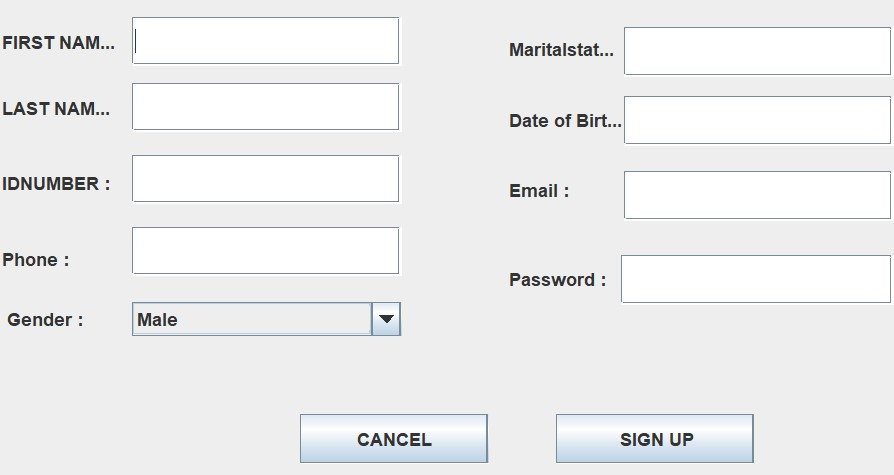 FIRST NAM...
LAST NAM...
IDNUMBER :
Phone :
Gender :
Male
Maritalstat...
Date of Birt...
Email :
Password :
CANCEL
SIGN UP